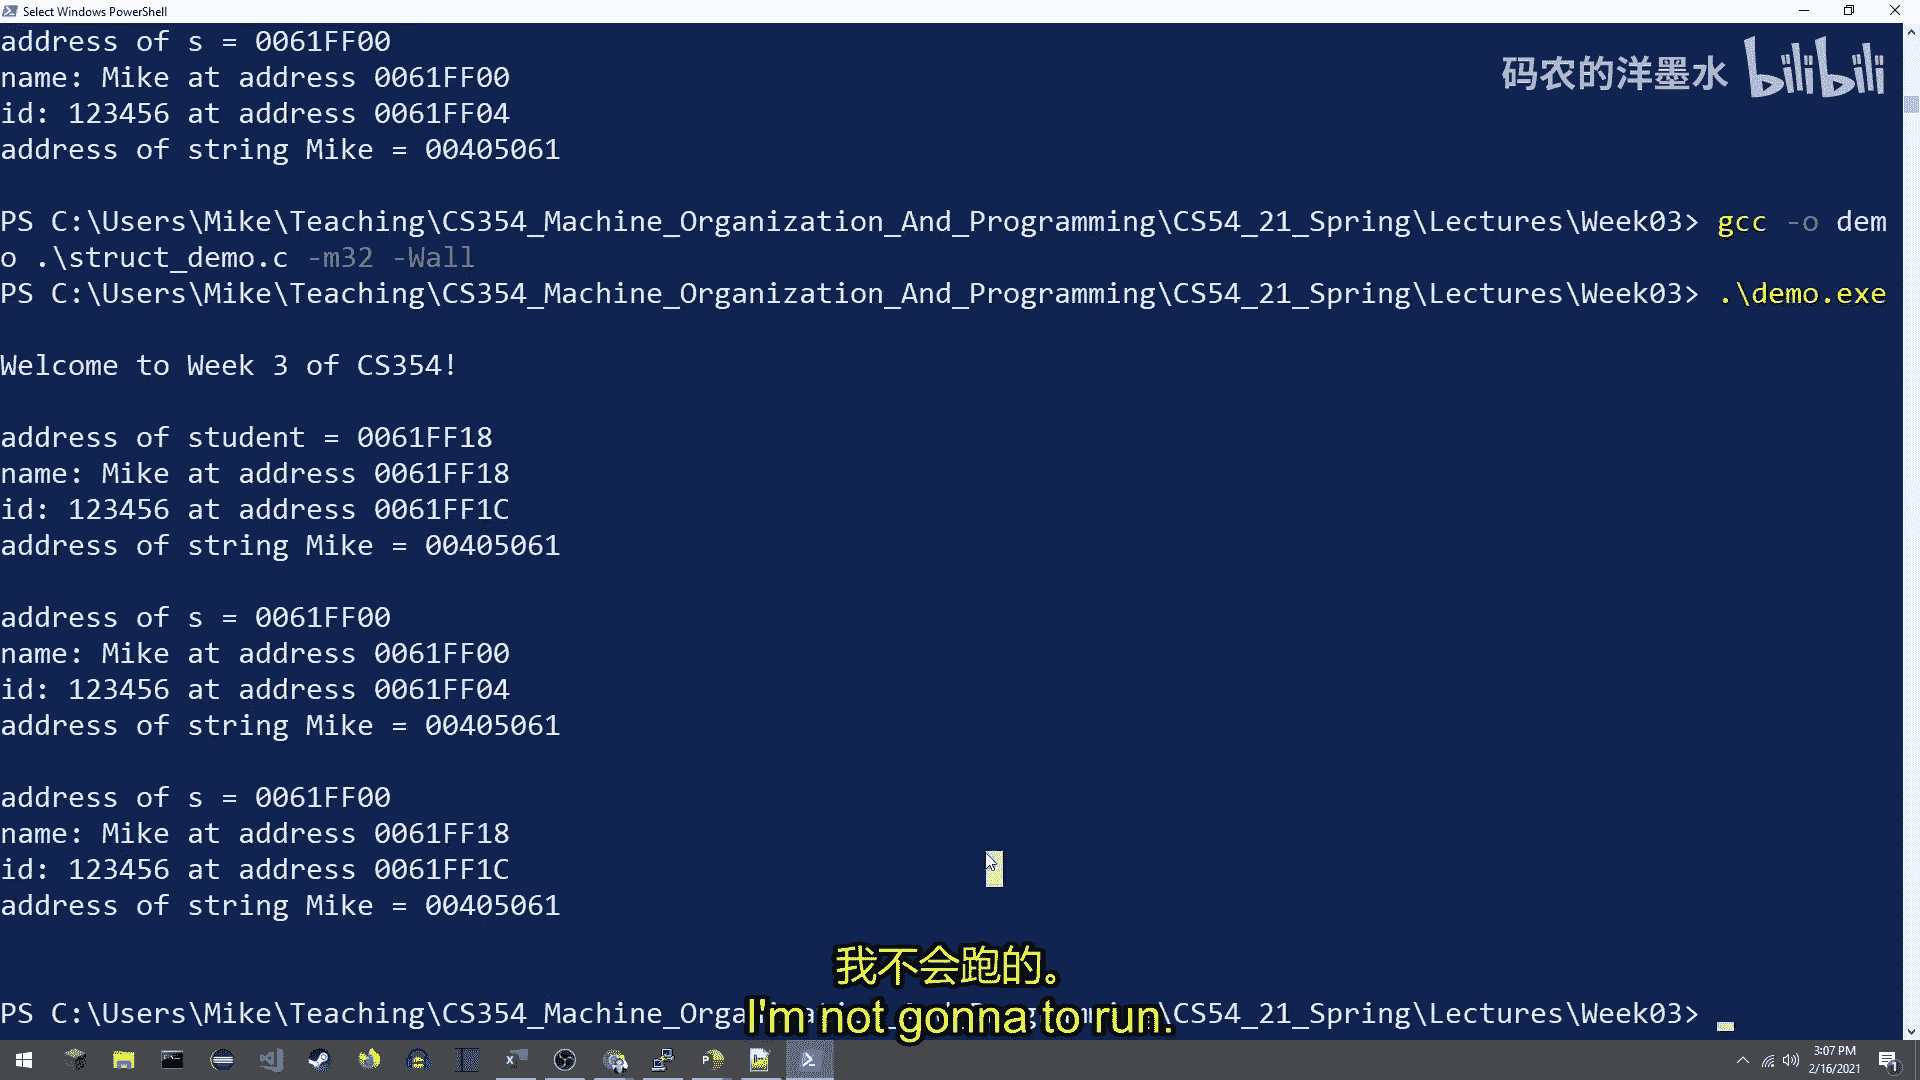 Select Windows PowerShell
address of s = 0061FF00
name: Mike at address 0061FF00
id: 123456 at address 0061FF04
address of string Mike = 00405061
码农的洋墨水 bilibili
PS C:\Users\Mike\Teaching\CS354_Machine_Organization_And_Programming\CS54_21_Spring\Lectures\Week03> gcc -o dem
o .\struct_demo.c -m32 -Wall
PS C:\Users\Mike\Teaching\CS354_Machine_Organization_And_Programming\CS54_21_Spring\Lectures\Week03> .\demo.exe
Welcome to Week 3 of CS354!
address of student = 0061FF18
name: Mike at address 0061FF18
id: 123456 at address 0061FF1C
address of string Mike = 00405061
address of s = 0061FF00
name: Mike at address 0061FF00
id: 123456 at address 0061FF04
address of string Mike = 00405061
address of s = 0061FF00
name: Mike at address 0061FF18
id: 123456 at address 0061FF1C
address of string Mike = 00405061
我不会跑的。
PS C:\Users\Mike\Teaching\CS354_Machine_Orga
I'm not gonna to run.
\CS54_21_Spring\Lectures\Week03>
3:07 PM
2/16/2021